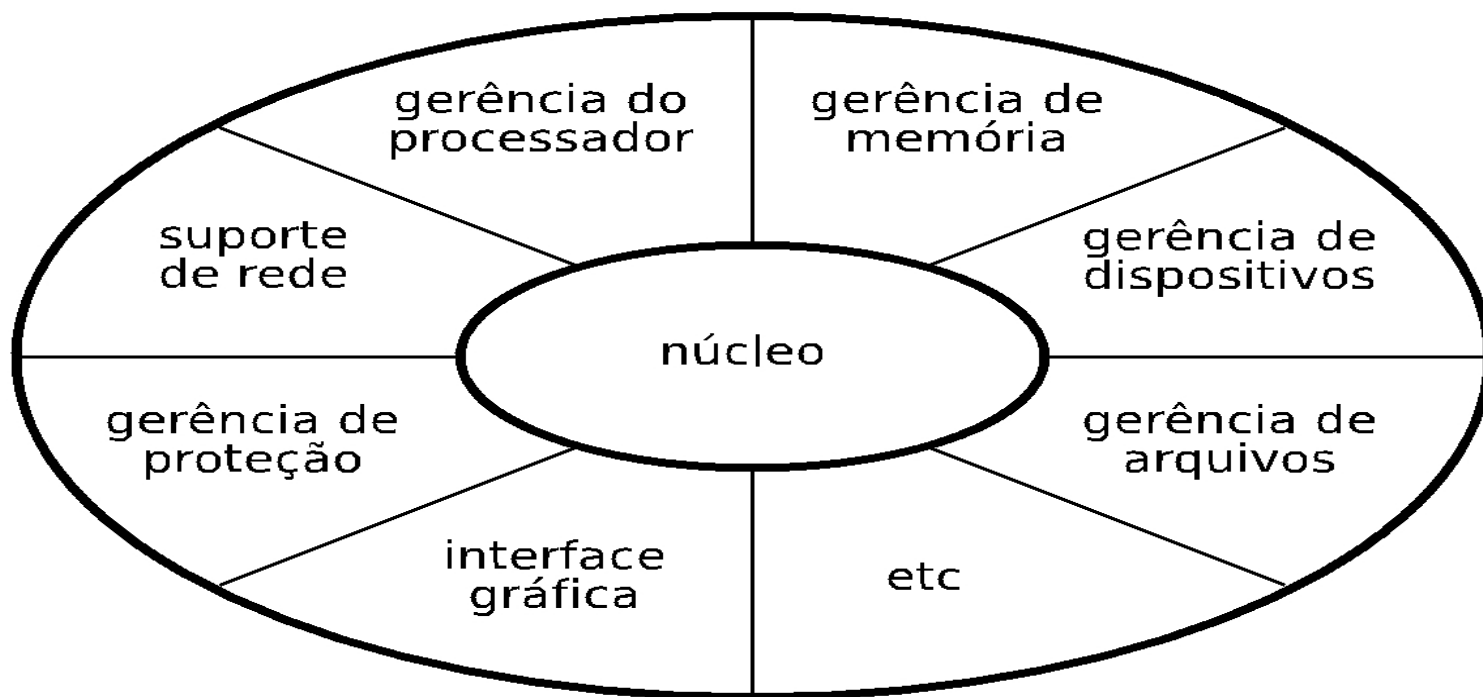 gerência do
processador
gerência de
memória
suporte
de rede
gerência de
dispositivos
núcleo
gerência de
proteção
gerência de
arquivos
interface
gráfica
etc